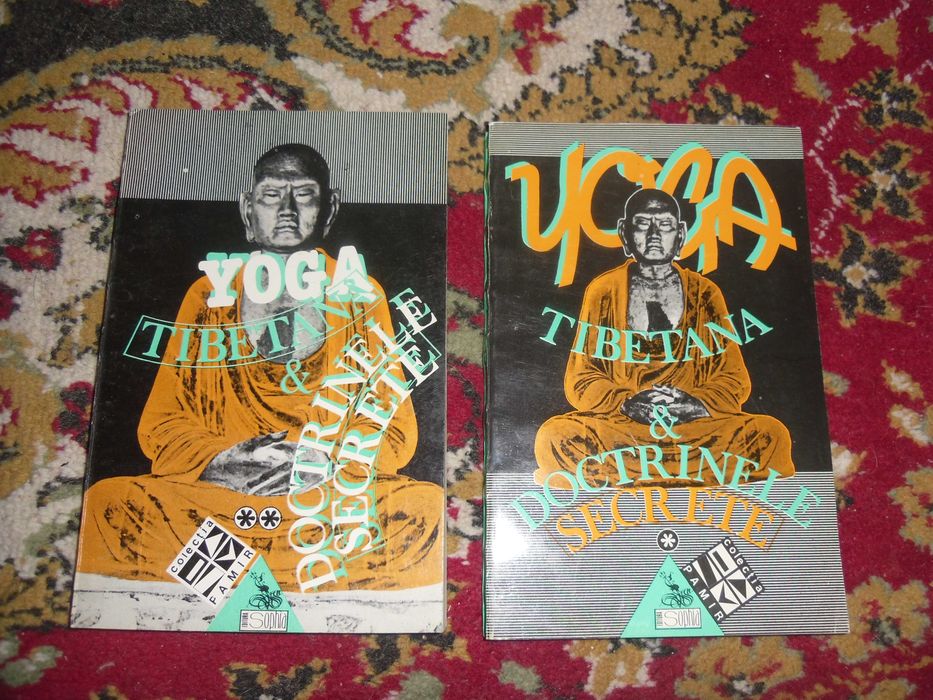 YOGA
TIBETANA
&
DOCTRINELE
SECRETE
**
colecția
PAMIR
Sophia
YOGA
TIBETANA
&
DOCTRINELE
SECRETE
*
colecția
PAMIR
Sophia